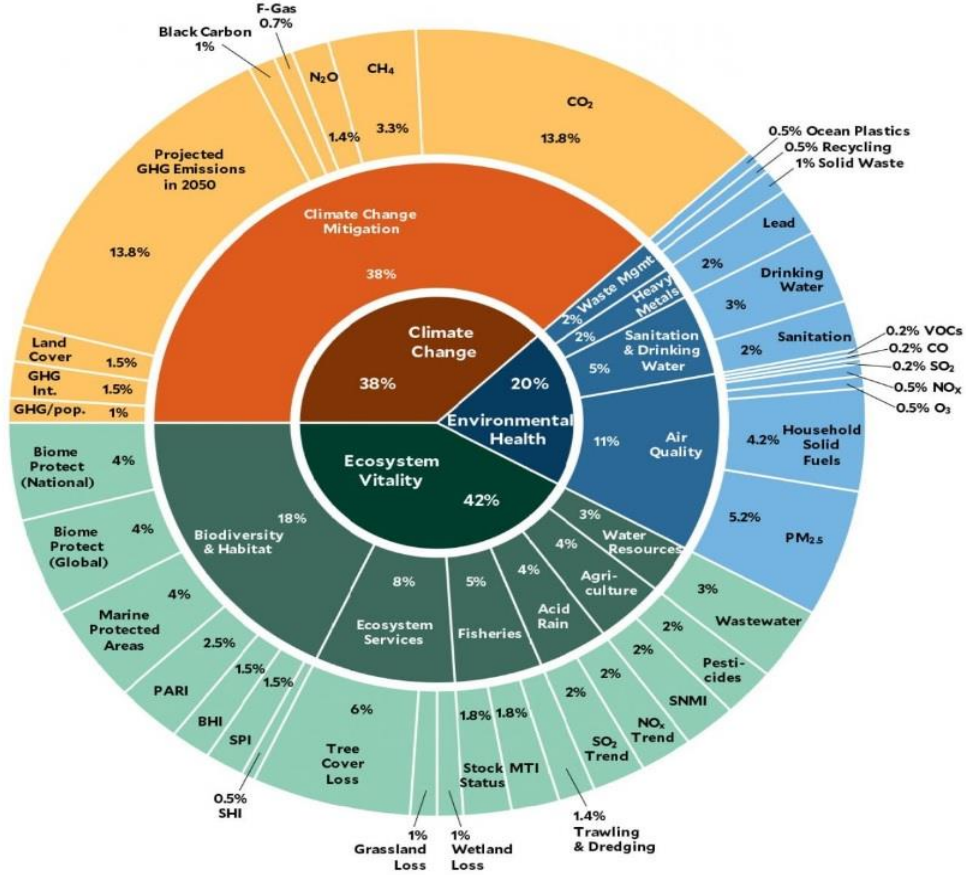 F-Gas
0.7%
Black Carbon
1%
N₂O
1.4%
CH₄
3.3%
CO₂
13.8%
Projected
GHG Emissions
in 2050
13.8%
Land
Cover
1.5%
GHG
Int.
1.5%
GHG/pop.
1%
Climate Change
Mitigation
38%
Climate
Change
38%
0.5% Ocean Plastics
0.5% Recycling
1% Solid Waste
Lead
2%
Drinking
Water
3%
Sanitation
2%
0.2% VOCs
0.2% CO
0.2% SO₂
0.5% NOₓ
0.5% O₃
Household
Solid
Fuels
4.2%
5.2%
PM₂.₅
Waste Mgmt
2%
Heavy
Metals
2%
Sanitation
& Drinking
Water
5%
Air
Quality
11%
20%
Environmental
Health
Ecosystem
Vitality
42%
3%
Water
Resources
4%
Agri-
culture
4%
Acid
Rain
5%
Fisheries
8%
Ecosystem
Services
18%
Biodiversity
& Habitat
Biome
Protect
(National)
4%
Biome
Protect
(Global)
4%
Marine
Protected
Areas
4%
2.5%
PARI
1.5%
BHI
1.5%
SPI
0.5%
SHI
6%
Tree
Cover
Loss
1%
Grassland
Loss
1%
Wetland
Loss
1.8%
Stock
Status
1.8%
MTI
1.4%
Trawling
& Dredging
2%
SO₂
Trend
2%
NOₓ
Trend
2%
SNMI
2%
Pesti-
cides
3%
Wastewater